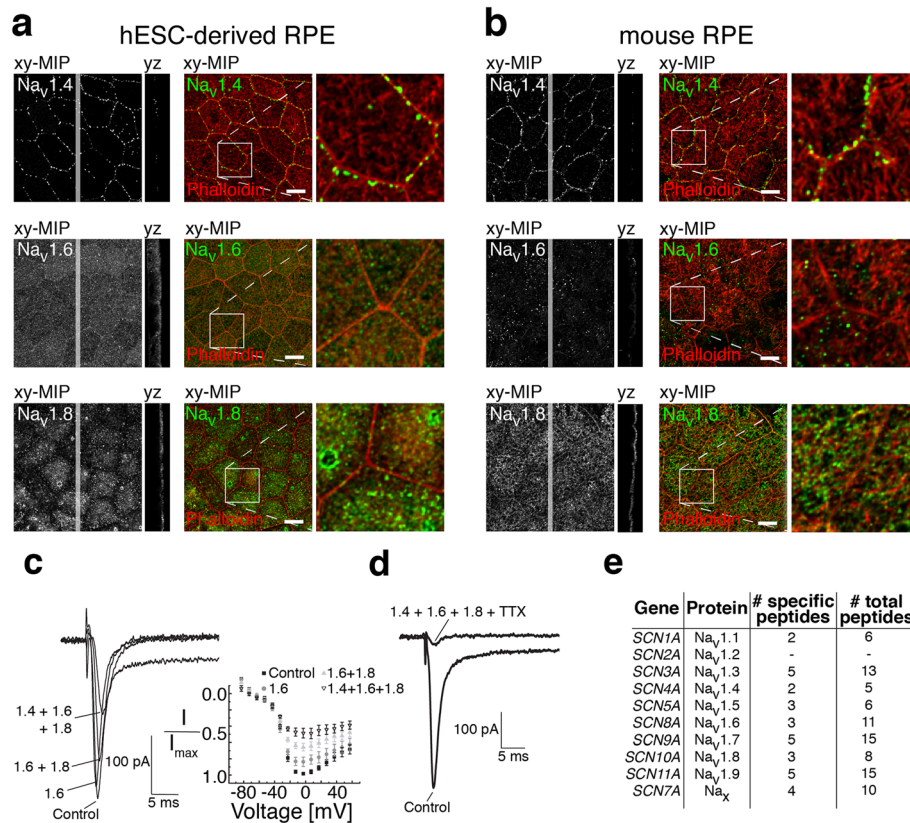 a
hESC-derived RPE
xy-MIP yz xy-MIP
Nav1.4 Nav1.4
Phalloidin
xy-MIP yz xy-MIP
Nav1.6 Nav1.6
Phalloidin
xy-MIP yz xy-MIP
Nav1.8 Nav1.8
Phalloidin
b
mouse RPE
xy-MIP yz xy-MIP
Nav1.4 Nav1.4
Phalloidin
xy-MIP yz xy-MIP
Nav1.6 Nav1.6
Phalloidin
xy-MIP yz xy-MIP
Nav1.8 Nav1.8
Phalloidin
c
1.4 + 1.6
+ 1.8
1.6 + 1.8
1.6
Control
100 pA
5 ms
Control 1.6+1.8
1.6 1.4+1.6+1.8
I
Imax
0.0
0.5
1.0
-80 -40 0 40
Voltage [mV]
d
1.4 + 1.6 + 1.8 + TTX
100 pA
5 ms
Control
e
Gene Protein # specific peptides # total peptides
SCN1A Nav1.1 2 6
SCN2A Nav1.2 - -
SCN3A Nav1.3 5 13
SCN4A Nav1.4 2 5
SCN5A Nav1.5 3 6
SCN8A Nav1.6 3 11
SCN9A Nav1.7 5 15
SCN10A Nav1.8 3 8
SCN11A Nav1.9 5 15
SCN7A Nax 4 10